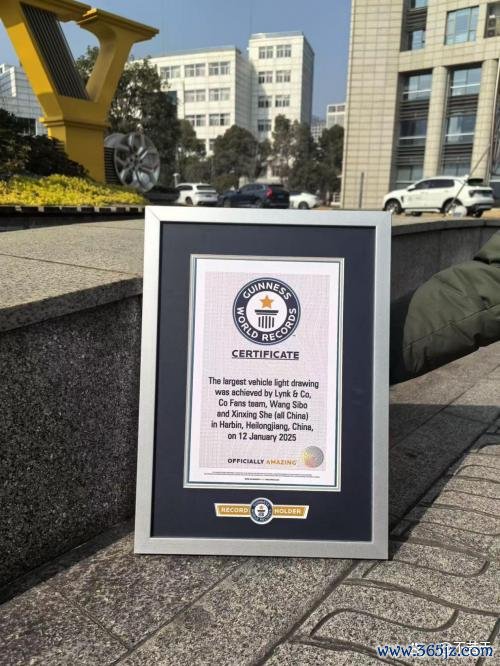 GUINNESS
WORLD RECORDS
CERTIFICATE
The largest vehicle light drawing
was achieved by Lynk & Co,
Co Fans team, Wang Sibo
and Xinxing She (all China)
in Harbin, Heilongjiang, China,
on 12 January 2025
OFFICIALLY AMAZING
RECORD HOLDER
www.365jz.com